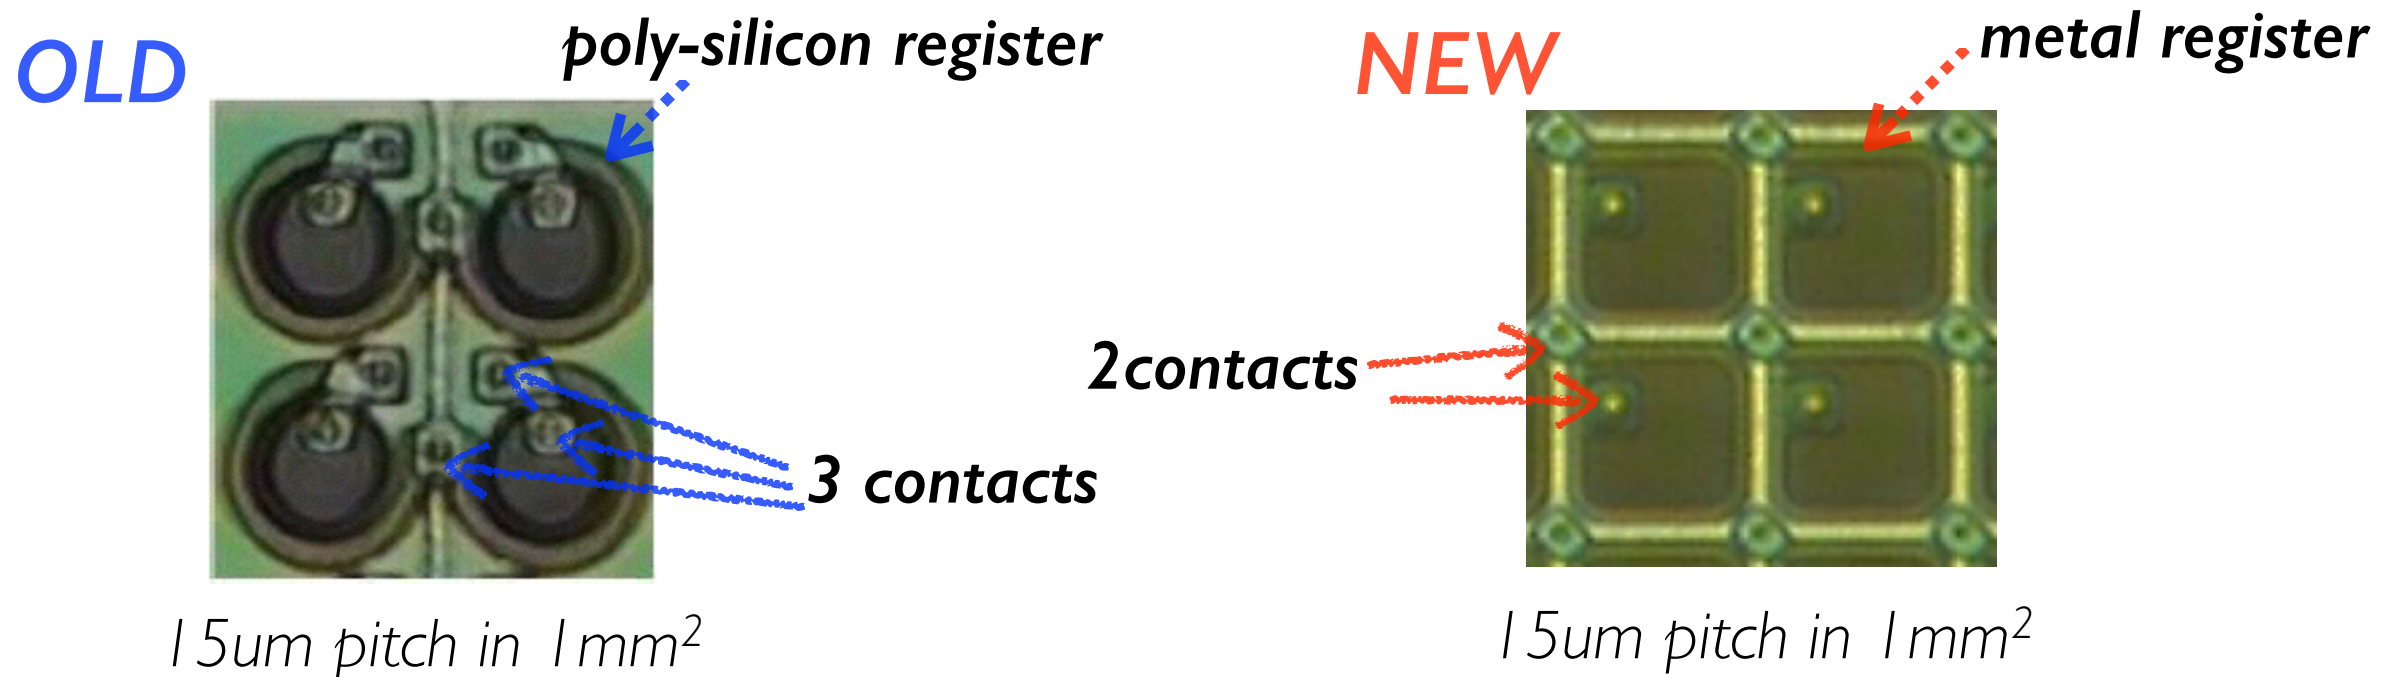 OLD
poly-silicon register
NEW
metal register
2contacts
3 contacts
15um pitch in 1mm²
15um pitch in 1mm²